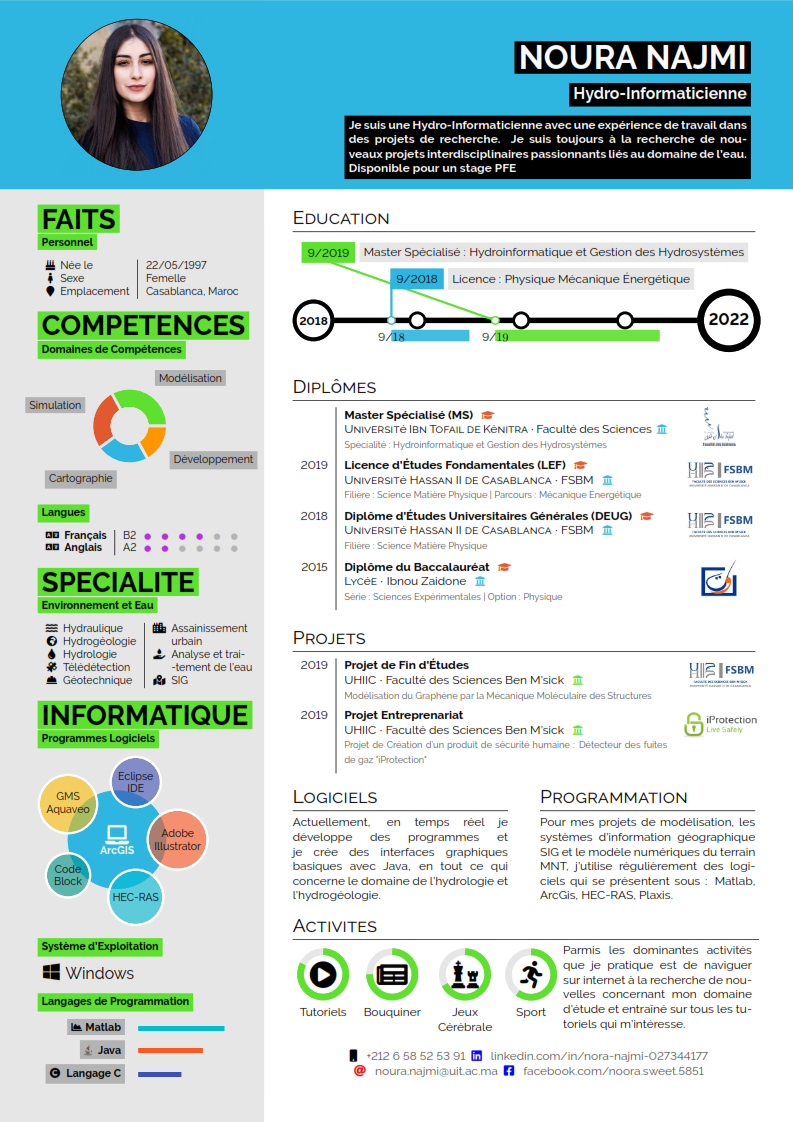 NOURA NAJMI
Hydro-Informaticienne
Je suis une Hydro-Informaticienne avec une expérience de travail dans
des projets de recherche. Je suis toujours à la recherche de nou-
veaux projets interdisciplinaires passionnants liés au domaine de l'eau.
Disponible pour un stage PFE
FAITS
Personnel
Née le 22/05/1997
Sexe Femelle
Emplacement Casablanca, Maroc
COMPETENCES
Domaines de Compétences
Modélisation
Simulation
Développement
Cartographie
Langues
Français B2
Anglais A2
SPECIALITE
Environnement et Eau
Hydraulique
Hydrogéologie
Hydrologie
Télédétection
Géotechnique
Assainissement
urbain
Analyse et trai-
-tement de l'eau
SIG
INFORMATIQUE
Programmes Logiciels
Eclipse
IDE
GMS
Aquaveo
Adobe
Illustrator
ArcGIS
Code
Block
HEC-RAS
Système d'Exploitation
Windows
Langages de Programmation
Matlab
Java
Langage C
EDUCATION
9/2019 Master Spécialisé : Hydroinformatique et Gestion des Hydrosystèmes
9/2018 Licence : Physique Mécanique Énergétique
2018
2022
9/18
9/19
DIPLÔMES
Master Spécialisé (MS)
UNIVERSITÉ IBN TOFAIL DE KÉNITRA · Faculté des Sciences
Spécialité : Hydroinformatique et Gestion des Hydrosystèmes
2019 Licence d'Études Fondamentales (LEF)
UNIVERSITÉ HASSAN II DE CASABLANCA · FSBM
Filière : Science Matière Physique | Parcours : Mécanique Énergétique
FSBM
2018 Diplôme d'Études Universitaires Générales (DEUG)
UNIVERSITÉ HASSAN II DE CASABLANCA · FSBM
Filière : Science Matière Physique
FSBM
2015 Diplôme du Baccalauréat
LYCÉE · Ibnou Zaidone
Série : Sciences Expérimentales | Option : Physique
PROJETS
2019 Projet de Fin d'Études
UHIIC · Faculté des Sciences Ben M'sick
Modélisation du Graphène par la Mécanique Moléculaire des Structures
FSBM
2019 Projet Entreprenariat
UHIIC · Faculté des Sciences Ben M'sick
Projet de Création d'un produit de sécurité humaine : Détecteur des fuites
de gaz "iProtection"
iProtection
Live Safely
LOGICIELS
Actuellement, en temps réel je
développe des programmes et
je crée des interfaces graphiques
basiques avec Java, en tout ce qui
concerne le domaine de l'hydrologie et
l'hydrogéologie.
PROGRAMMATION
Pour mes projets de modélisation, les
systèmes d'information géographique
SIG et le modèle numériques du terrain
MNT, j'utilise régulièrement des logi-
ciels qui se présentent sous : Matlab,
ArcGis, HEC-RAS, Plaxis.
ACTIVITES
Tutoriels
Bouquiner
Jeux
Cérébrale
Sport
Parmis les dominantes activités
que je pratique est de naviguer
sur internet à la recherche de nou-
velles concernant mon domaine
d'étude et entraîné sur tous les tu-
toriels qui m'intéresse.
+212 6 58 52 53 91 linkedin.com/in/nora-najmi-027344177
noura.najmi@uit.ac.ma facebook.com/noora.sweet.5851